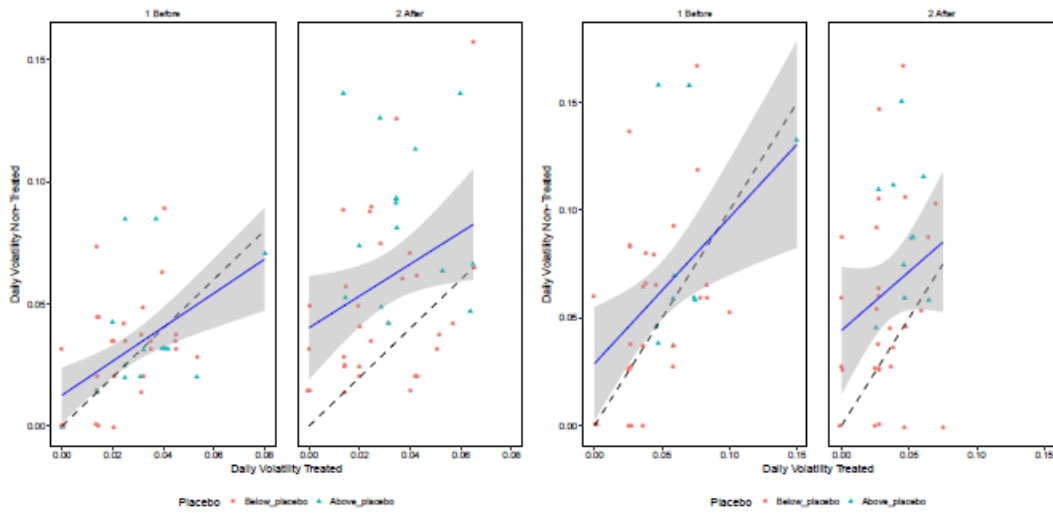 1 Before
2 After
1 Before
2 After
Daily Volatility Non-Treated
0.15
0.10
0.05
0.00
0.00 0.02 0.04 0.06 0.08
0.00 0.02 0.04 0.06 0.08
Daily Volatility Treated
Placebo Below_placebo Above_placebo
Daily Volatility Non-Treated
0.15
0.10
0.05
0.00
0.00 0.05 0.10 0.15
0.00 0.05 0.10 0.15
Daily Volatility Treated
Placebo Below_placebo Above_placebo